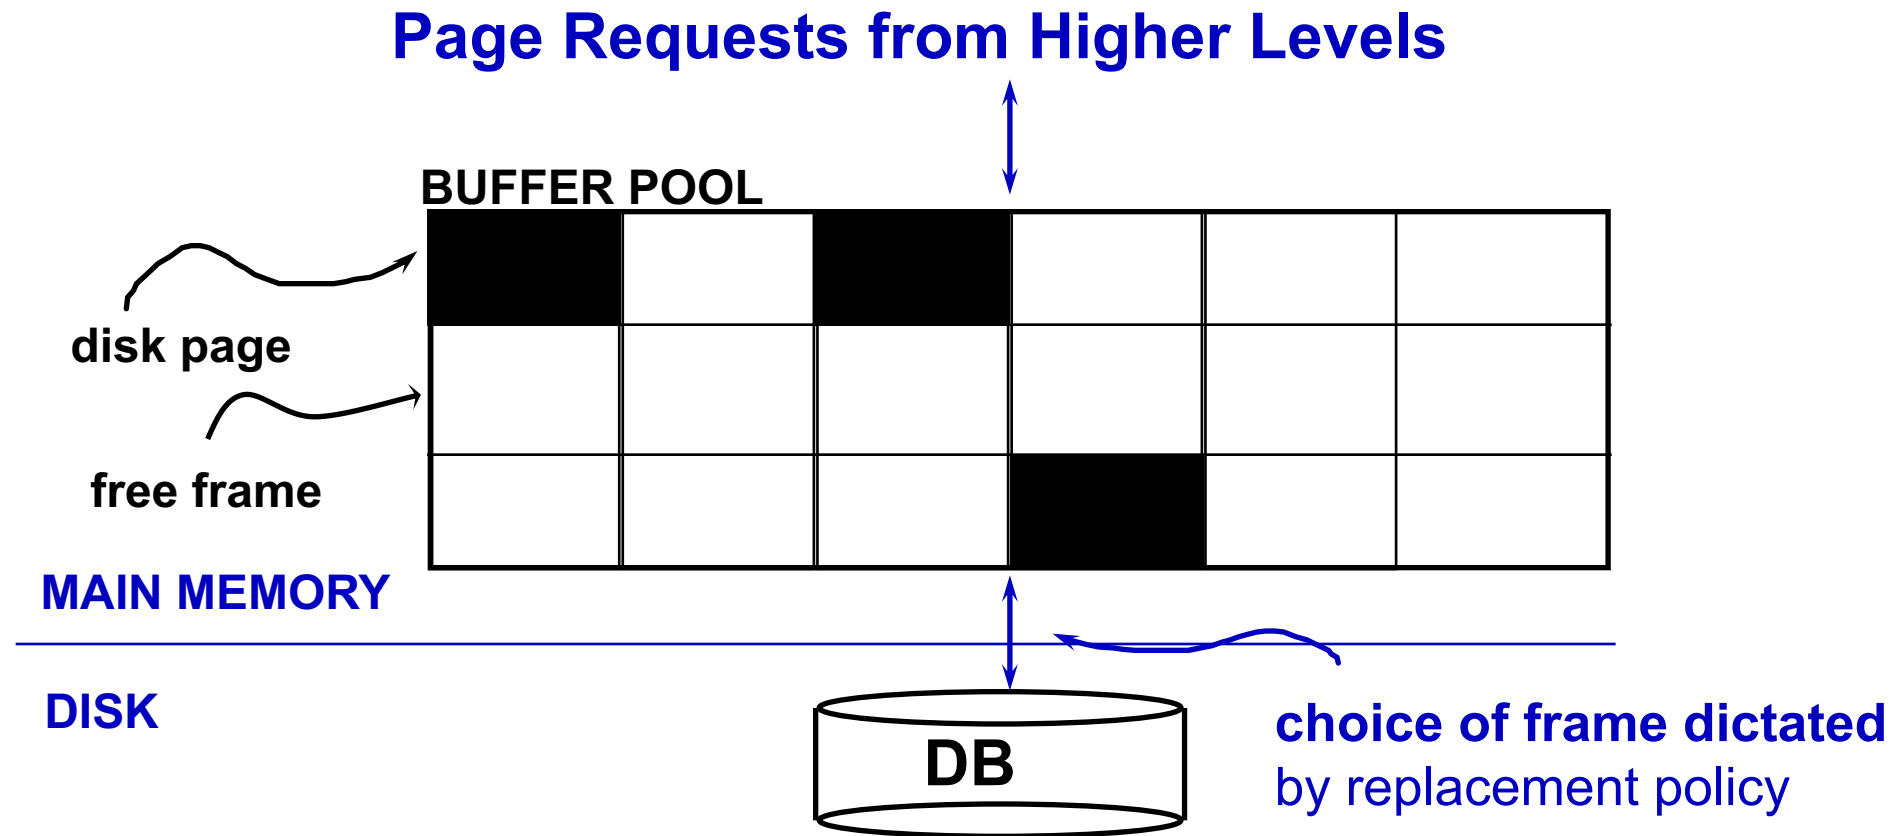 Page Requests from Higher Levels
BUFFER POOL
disk page
free frame
MAIN MEMORY
DISK
DB
choice of frame dictated
by replacement policy